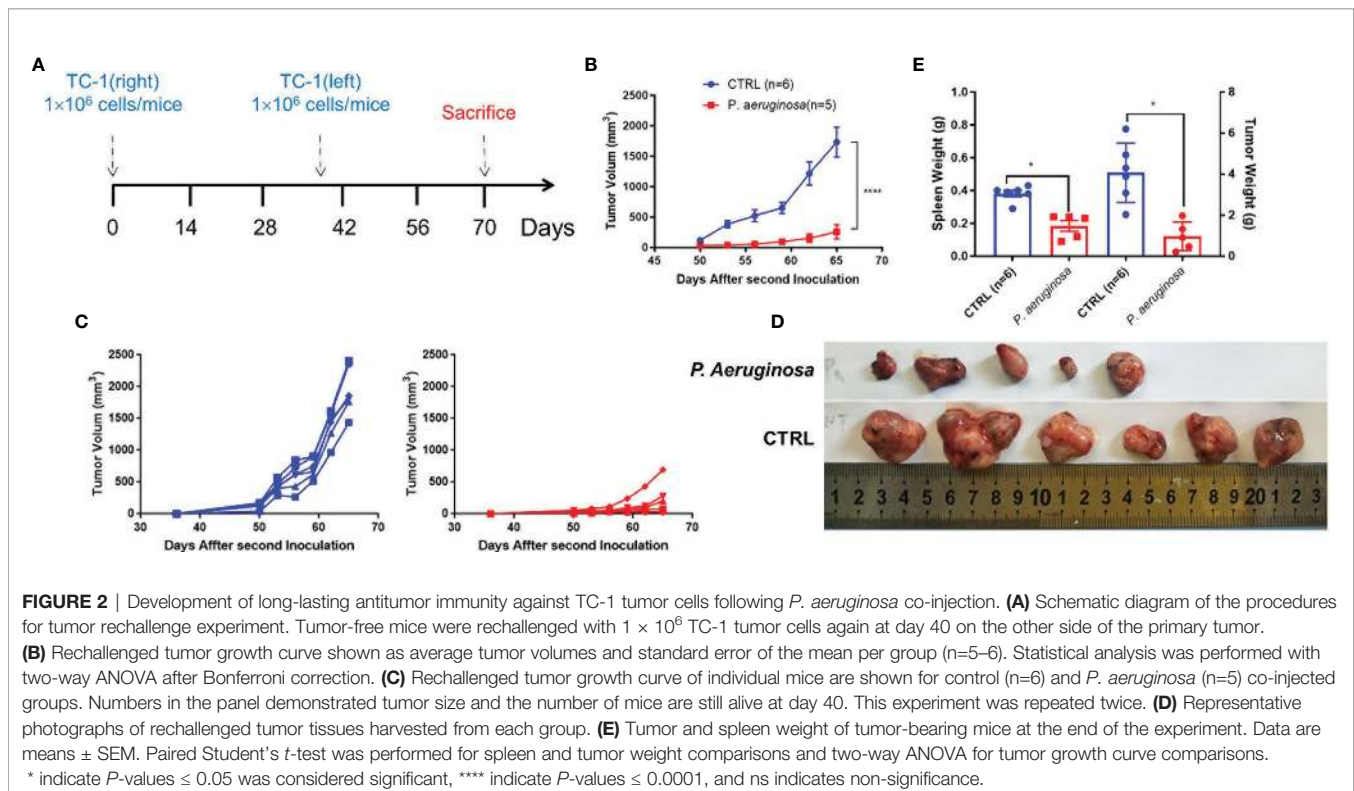 A
TC-1(right)
1×10⁶ cells/mice
TC-1(left)
1×10⁶ cells/mice
Sacrifice
0 14 28 42 56 70 Days
B
CTRL (n=6)
P. aeruginosa(n=5)
Tumor Volum (mm³)
2500
2000
1500
1000
500
0
45 50 55 60 65 70
Days Affter second Inoculation
****
E
Spleen Weight (g)
1.0
0.8
0.6
0.4
0.2
0.0
*
*
8
6
4
2
0
Tumor Weight (g)
CTRL (n=6)
P. aeruginosa
CTRL (n=6)
P. aeruginosa
C
Tumor Volum (mm³)
2500
2000
1500
1000
500
0
30 40 50 60 70
Days Affter second Inoculation
Tumor Volum (mm³)
2500
2000
1500
1000
500
0
30 40 50 60 70
Days Affter second Inoculation
D
P. Aeruginosa
CTRL
1 2 3 4 5 6 7 8 9 10 1 2 3 4 5 6 7 8 9 20 1 2 3
FIGURE 2 | Development of long-lasting antitumor immunity against TC-1 tumor cells following P. aeruginosa co-injection. (A) Schematic diagram of the procedures
for tumor rechallenge experiment. Tumor-free mice were rechallenged with 1 × 10⁶ TC-1 tumor cells again at day 40 on the other side of the primary tumor.
(B) Rechallenged tumor growth curve shown as average tumor volumes and standard error of the mean per group (n=5–6). Statistical analysis was performed with
two-way ANOVA after Bonferroni correction. (C) Rechallenged tumor growth curve of individual mice are shown for control (n=6) and P. aeruginosa (n=5) co-injected
groups. Numbers in the panel demonstrated tumor size and the number of mice are still alive at day 40. This experiment was repeated twice. (D) Representative
photographs of rechallenged tumor tissues harvested from each group. (E) Tumor and spleen weight of tumor-bearing mice at the end of the experiment. Data are
means ± SEM. Paired Student's t-test was performed for spleen and tumor weight comparisons and two-way ANOVA for tumor growth curve comparisons.
* indicate P-values ≤ 0.05 was considered significant, **** indicate P-values ≤ 0.0001, and ns indicates non-significance.